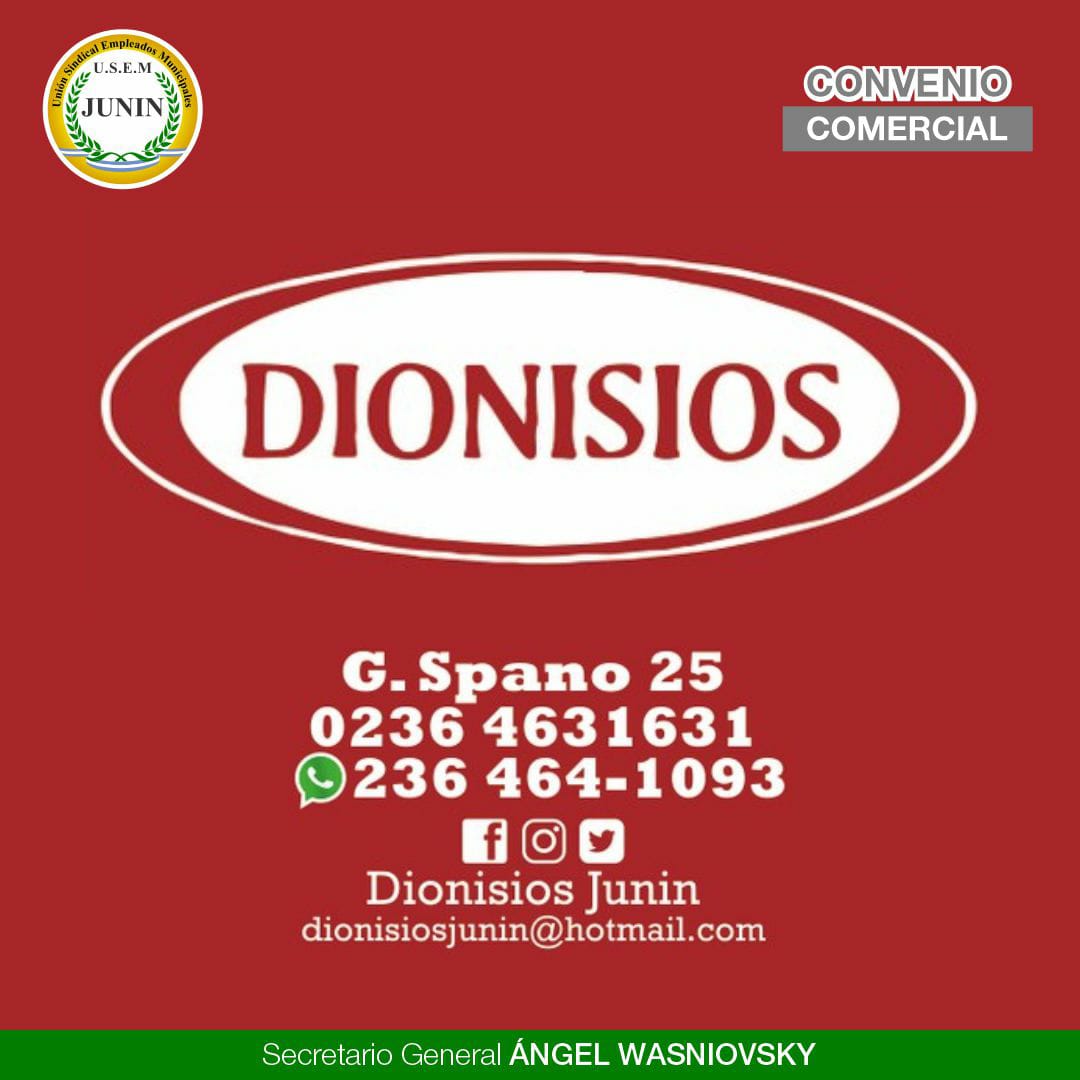 Unión Sindical Empleados Municipales
U.S.E.M
JUNIN
CONVENIO
COMERCIAL
DIONISIOS
G. Spano 25
0236 4631631
236 464-1093
Dionisios Junin
dionisiosjunin@hotmail.com
Secretario General ÁNGEL WASNIOVSKY